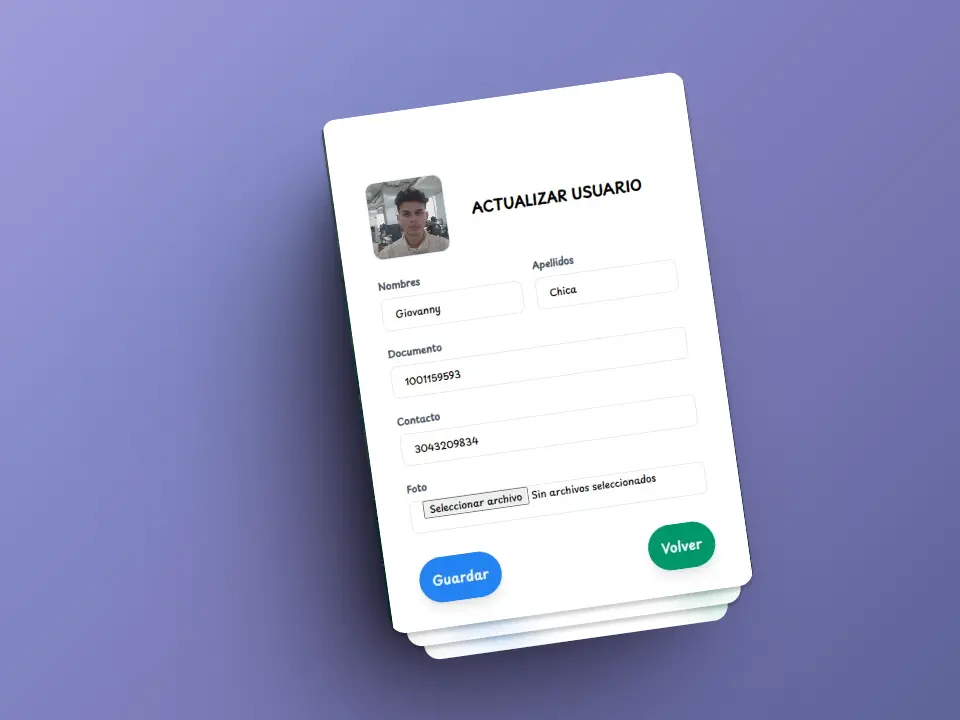 ACTUALIZAR USUARIO
Nombres
Apellidos
Giovanny
Chica
Documento
1001159593
Contacto
3043209834
Foto
Seleccionar archivo Sin archivos seleccionados
Guardar
Volver